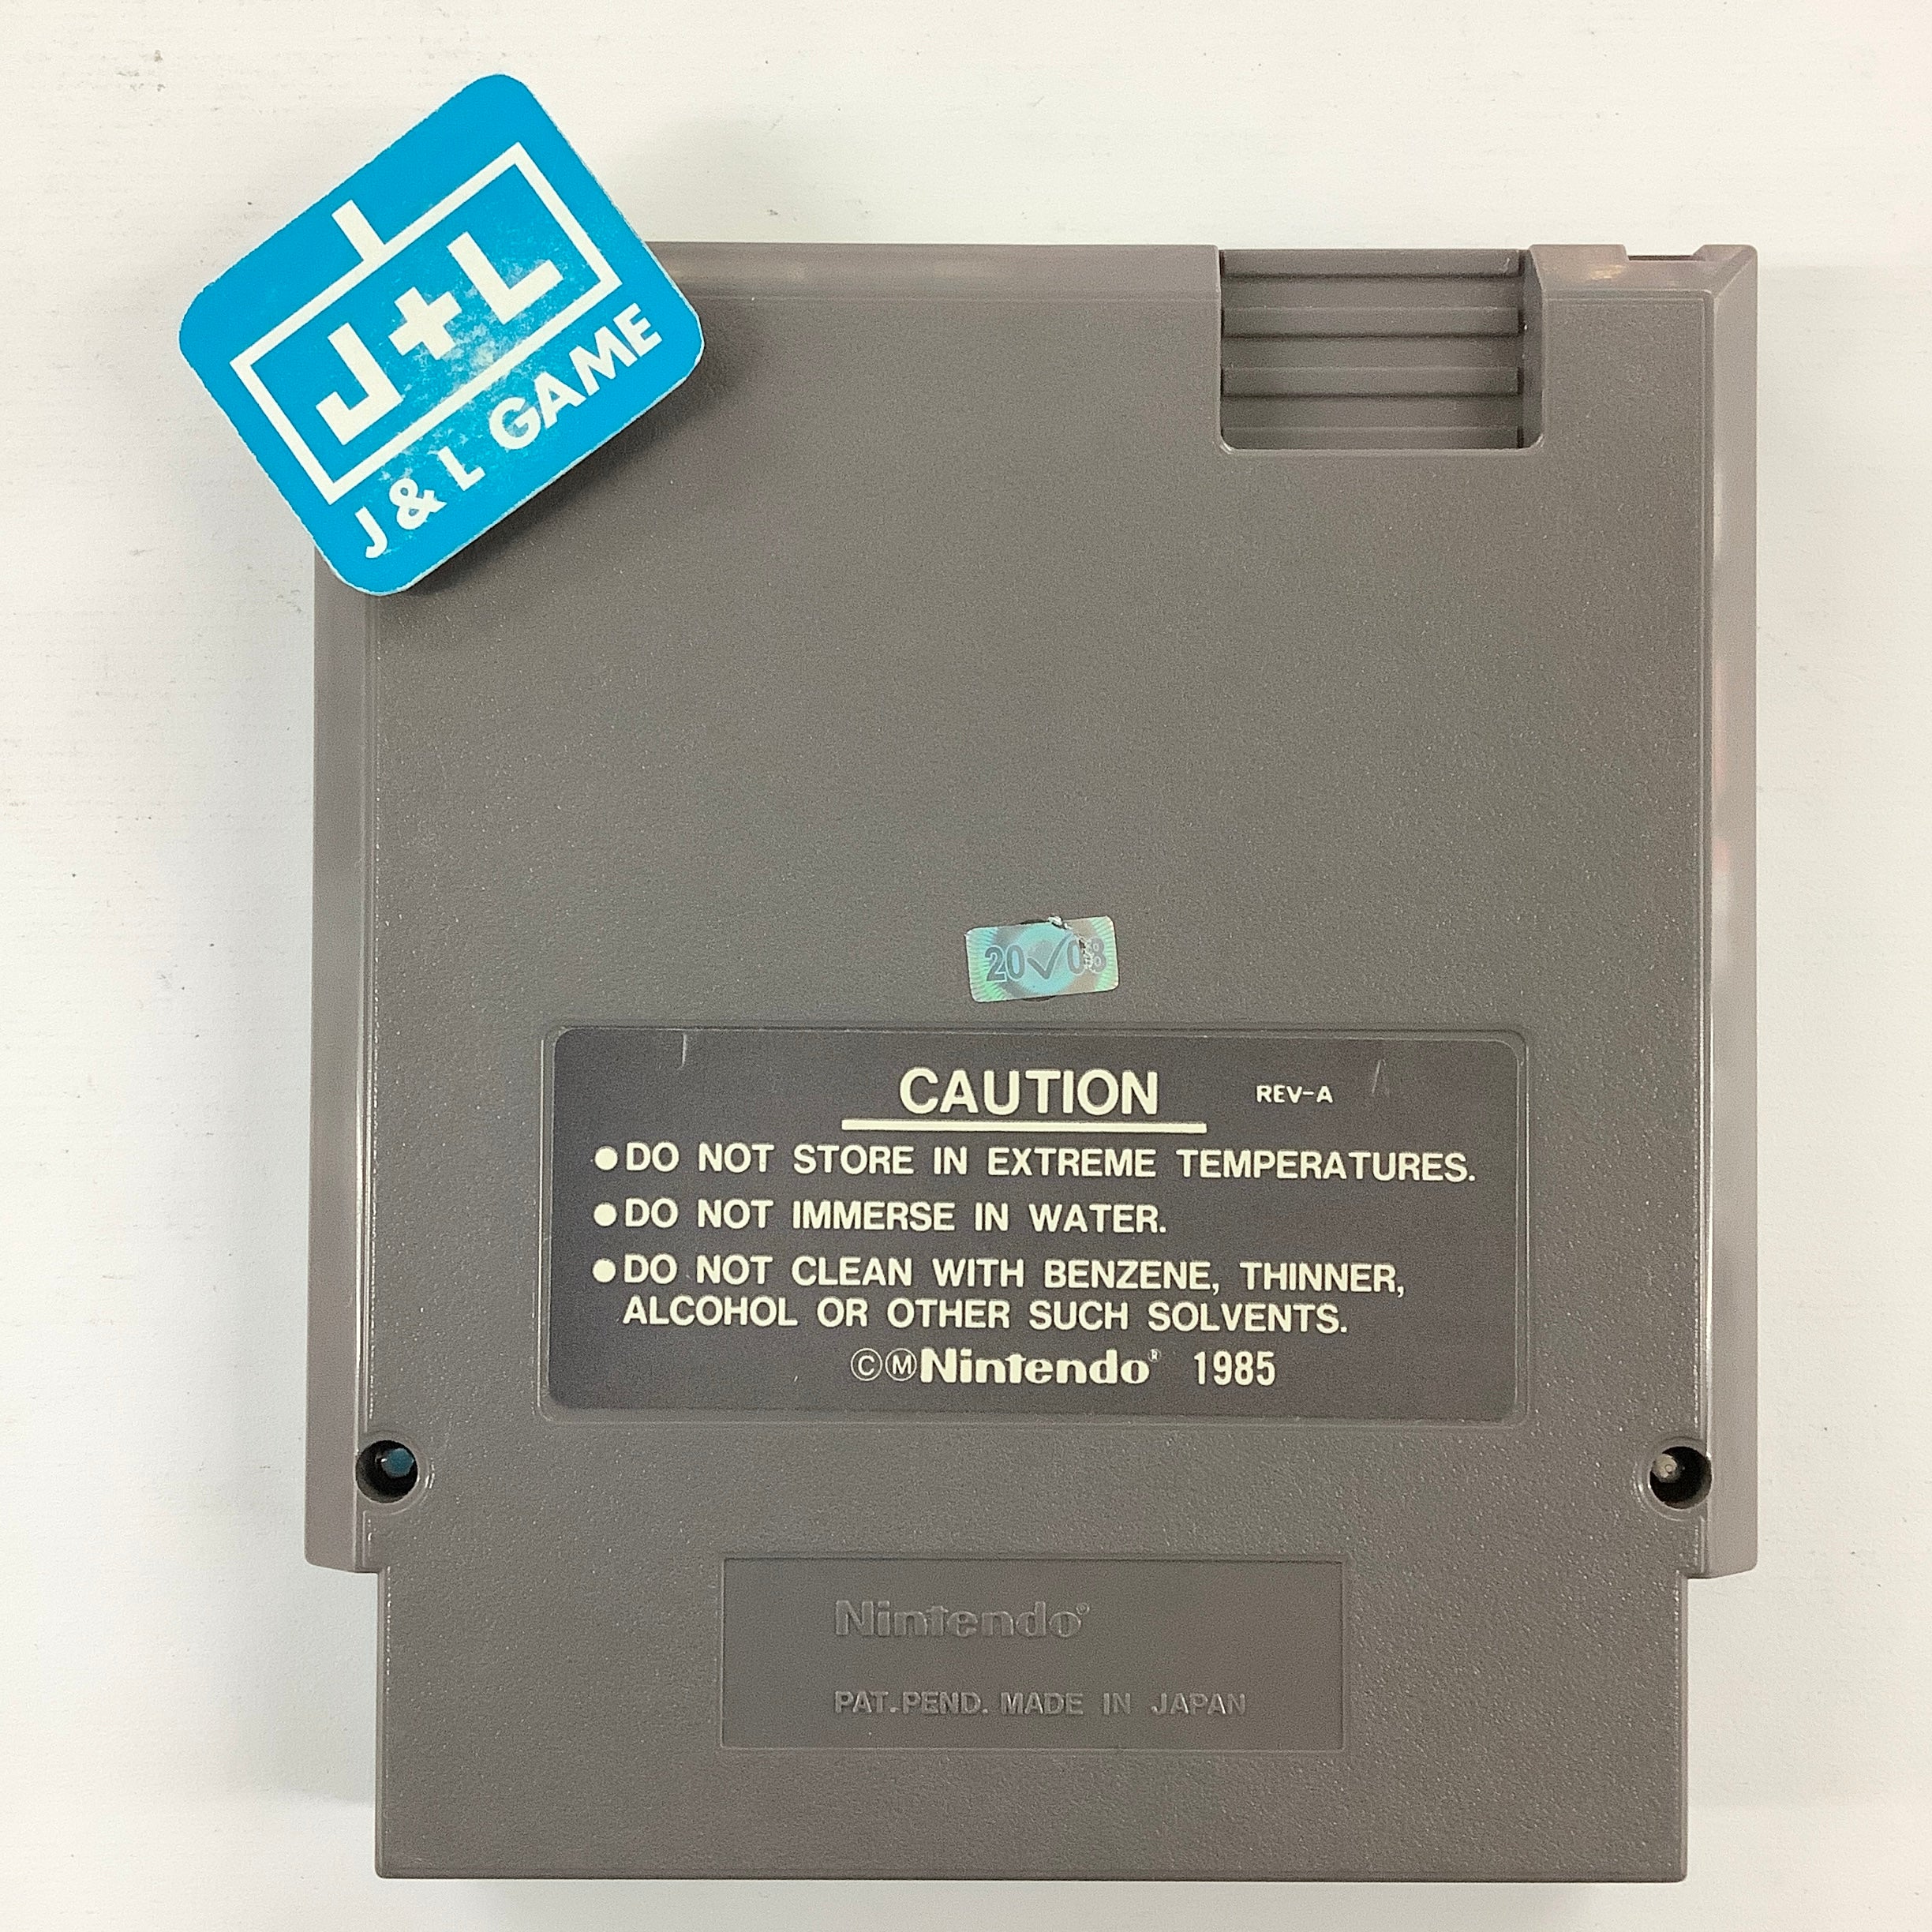 J+L
J & L GAME
20✓08
CAUTION REV-A
●DO NOT STORE IN EXTREME TEMPERATURES.
●DO NOT IMMERSE IN WATER.
●DO NOT CLEAN WITH BENZENE, THINNER,
ALCOHOL OR OTHER SUCH SOLVENTS.
©ⓂNintendo® 1985
Nintendo®
PAT.PEND. MADE IN JAPAN